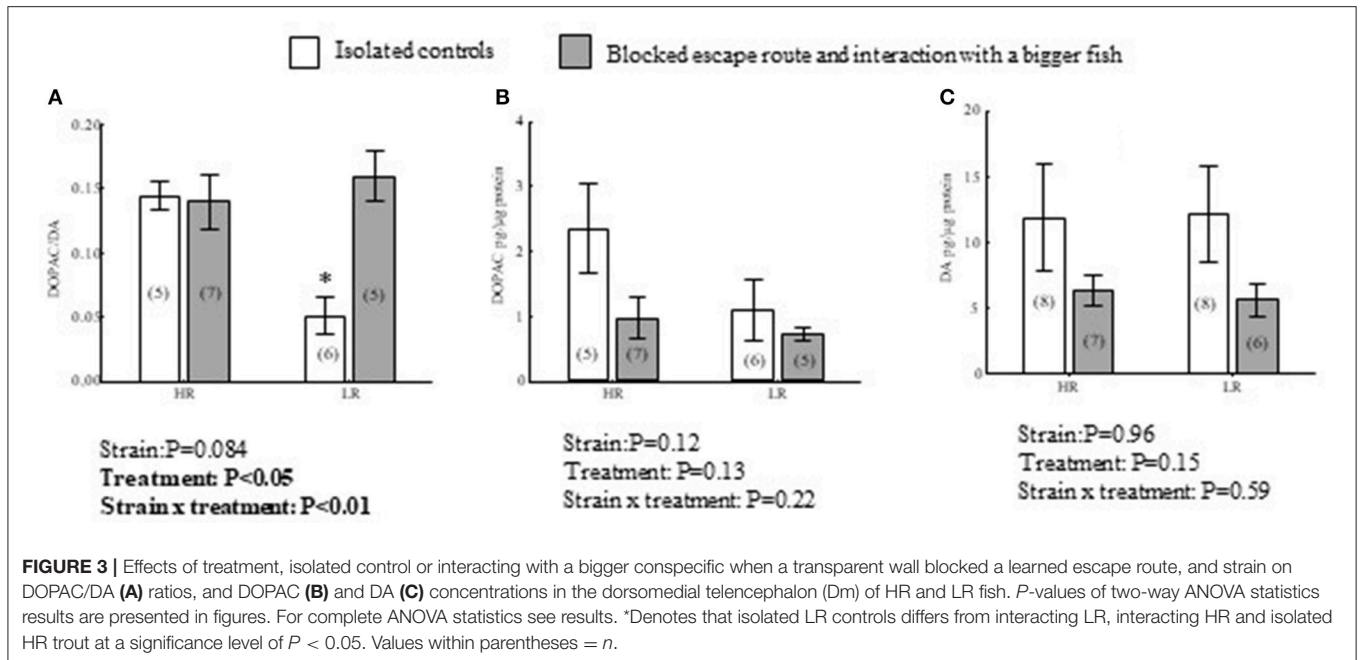 Isolated controls
Blocked escape route and interaction with a bigger fish
A
DOPAC/DA
0.20
0.15
0.10
0.05
0.00
(5)
(7)
*
(6)
(5)
HR
LR
Strain:P=0.084
Treatment: P<0.05
Strain x treatment: P<0.01
B
DOPAC pg/µg protein
4
3
2
1
0
(5)
(7)
(6)
(5)
HR
LR
Strain:P=0.12
Treatment: P=0.13
Strain x treatment: P=0.22
C
DA pg/µg protein
20
15
10
5
0
(8)
(7)
(8)
(6)
HR
LR
Strain:P=0.96
Treatment: P=0.15
Strain x treatment: P=0.59
FIGURE 3 | Effects of treatment, isolated control or interacting with a bigger conspecific when a transparent wall blocked a learned escape route, and strain on
DOPAC/DA (A) ratios, and DOPAC (B) and DA (C) concentrations in the dorsomedial telencephalon (Dm) of HR and LR fish. P-values of two-way ANOVA statistics
results are presented in figures. For complete ANOVA statistics see results. *Denotes that isolated LR controls differs from interacting LR, interacting HR and isolated
HR trout at a significance level of P < 0.05. Values within parentheses = n.